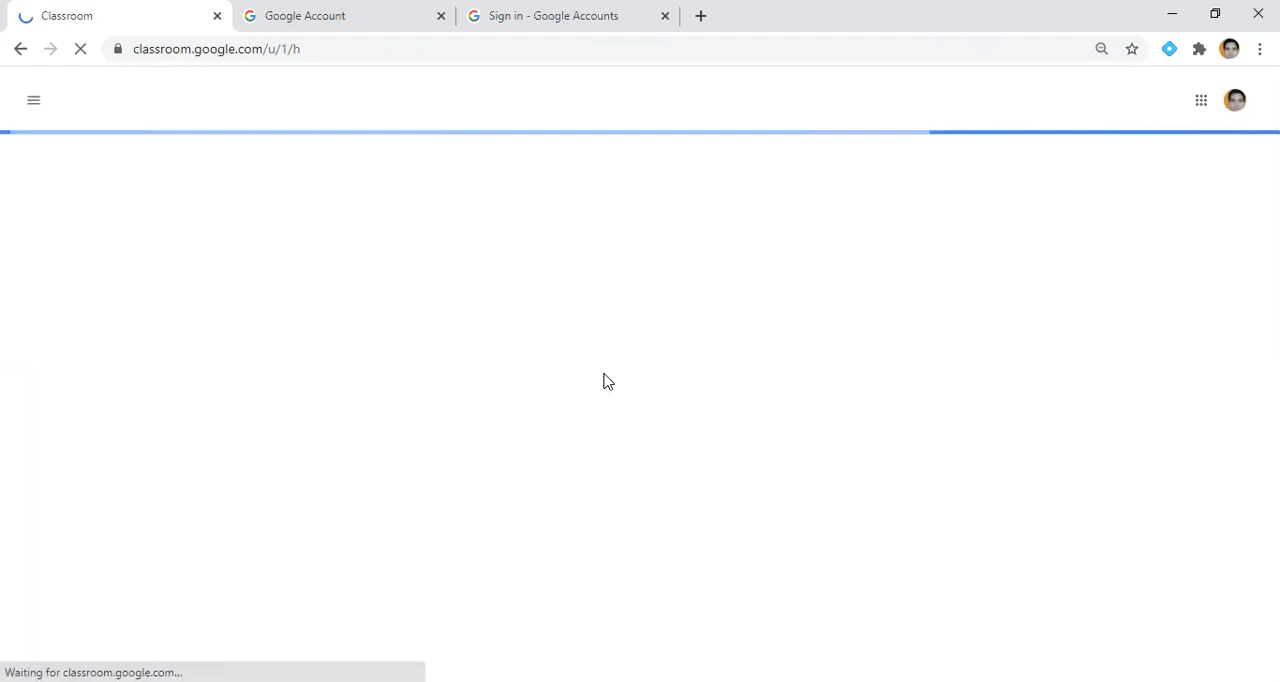 Classroom
Google Account
Sign in - Google Accounts
classroom.google.com/u/1/h
Waiting for classroom.google.com...